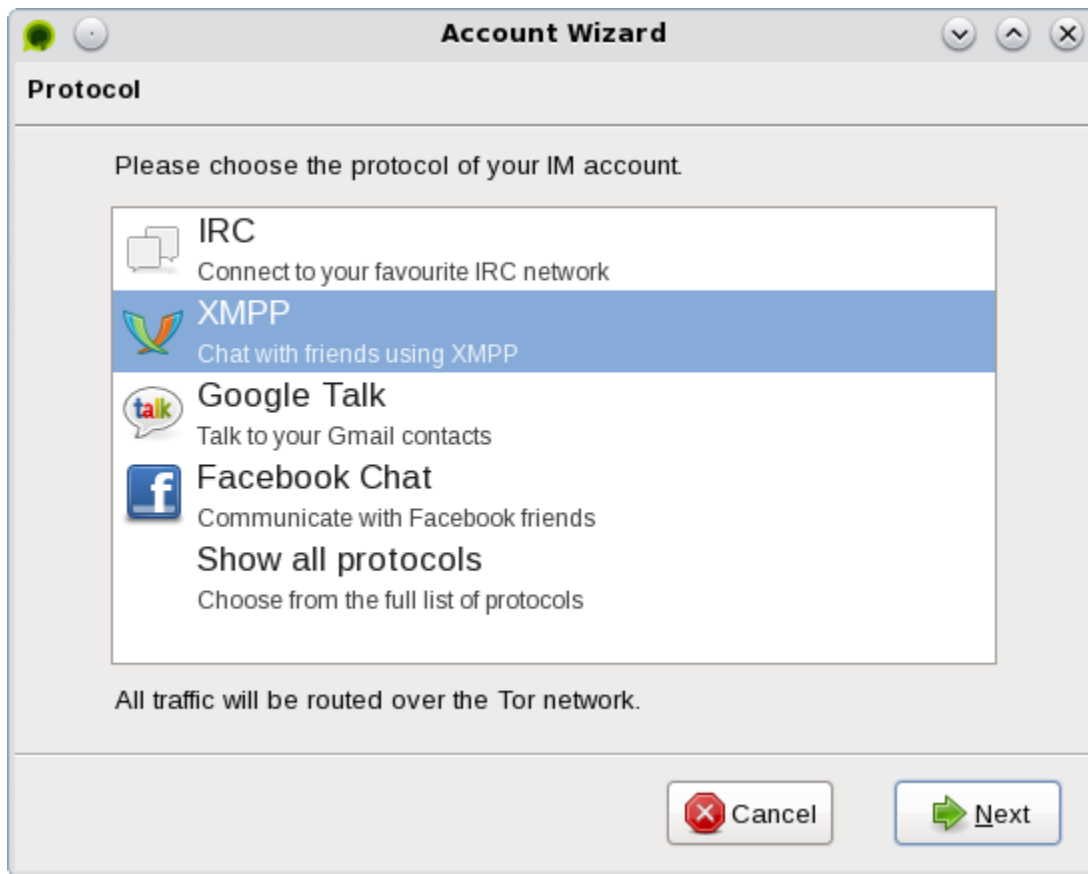 Account Wizard
Protocol
Please choose the protocol of your IM account.
IRC
Connect to your favourite IRC network
XMPP
Chat with friends using XMPP
talk
Google Talk
Talk to your Gmail contacts
f
Facebook Chat
Communicate with Facebook friends
Show all protocols
Choose from the full list of protocols
All traffic will be routed over the Tor network.
Cancel
Next